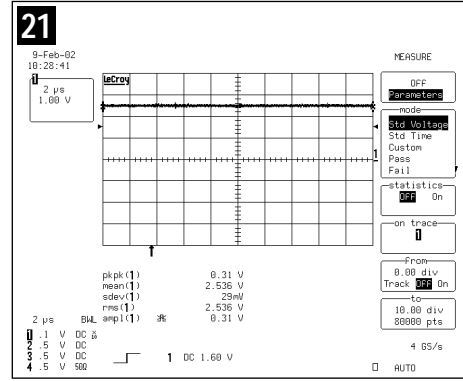 21
9-Feb-02
10:28:41
1
2 µs
1.00 V
LeCroy
1
MEASURE
OFF
Parameters
mode
Std Voltage
Std Time
Custom
Pass
Fail
statistics
OFF On
on trace
1
from
0.00 div
Track OFF On
to
10.00 div
80000 pts
pkpk(1) 0.31 V
mean(1) 2.536 V
sdev(1) 29mV
rms(1) 2.536 V
ampl(1) 0.31 V
2 µs BWL
1 .1 V DC X10
2 .5 V DC
3 .5 V DC
4 .5 V 50Ω
1 DC 1.60 V
4 GS/s
AUTO